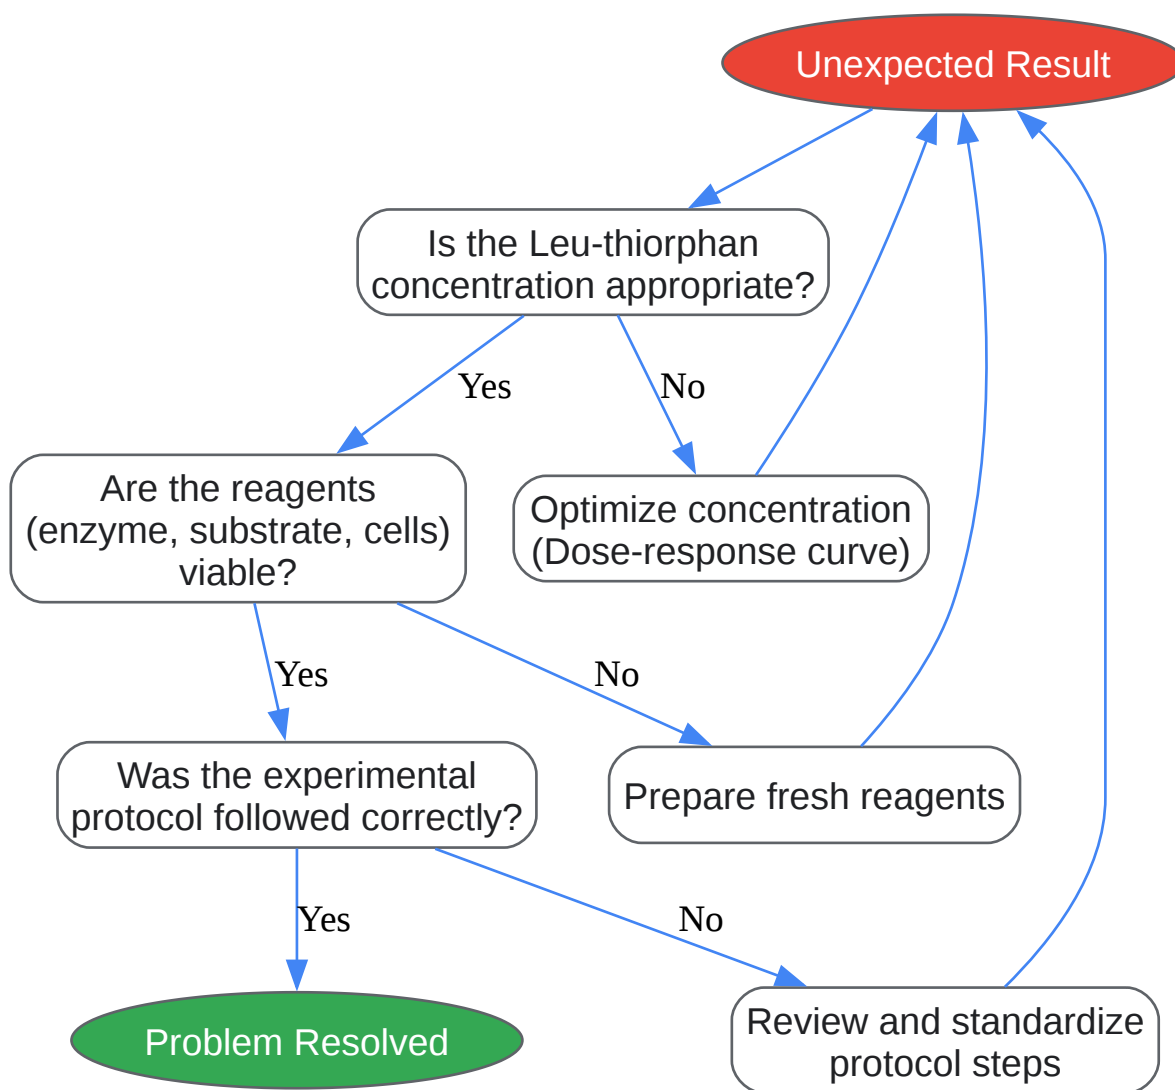 Unexpected Result
Is the Leu-thiorphan
concentration appropriate?
Yes
No
Are the reagents
(enzyme, substrate, cells)
viable?
Optimize concentration
(Dose-response curve)
Yes
No
Was the experimental
protocol followed correctly?
Prepare fresh reagents
Yes
No
Problem Resolved
Review and standardize
protocol steps